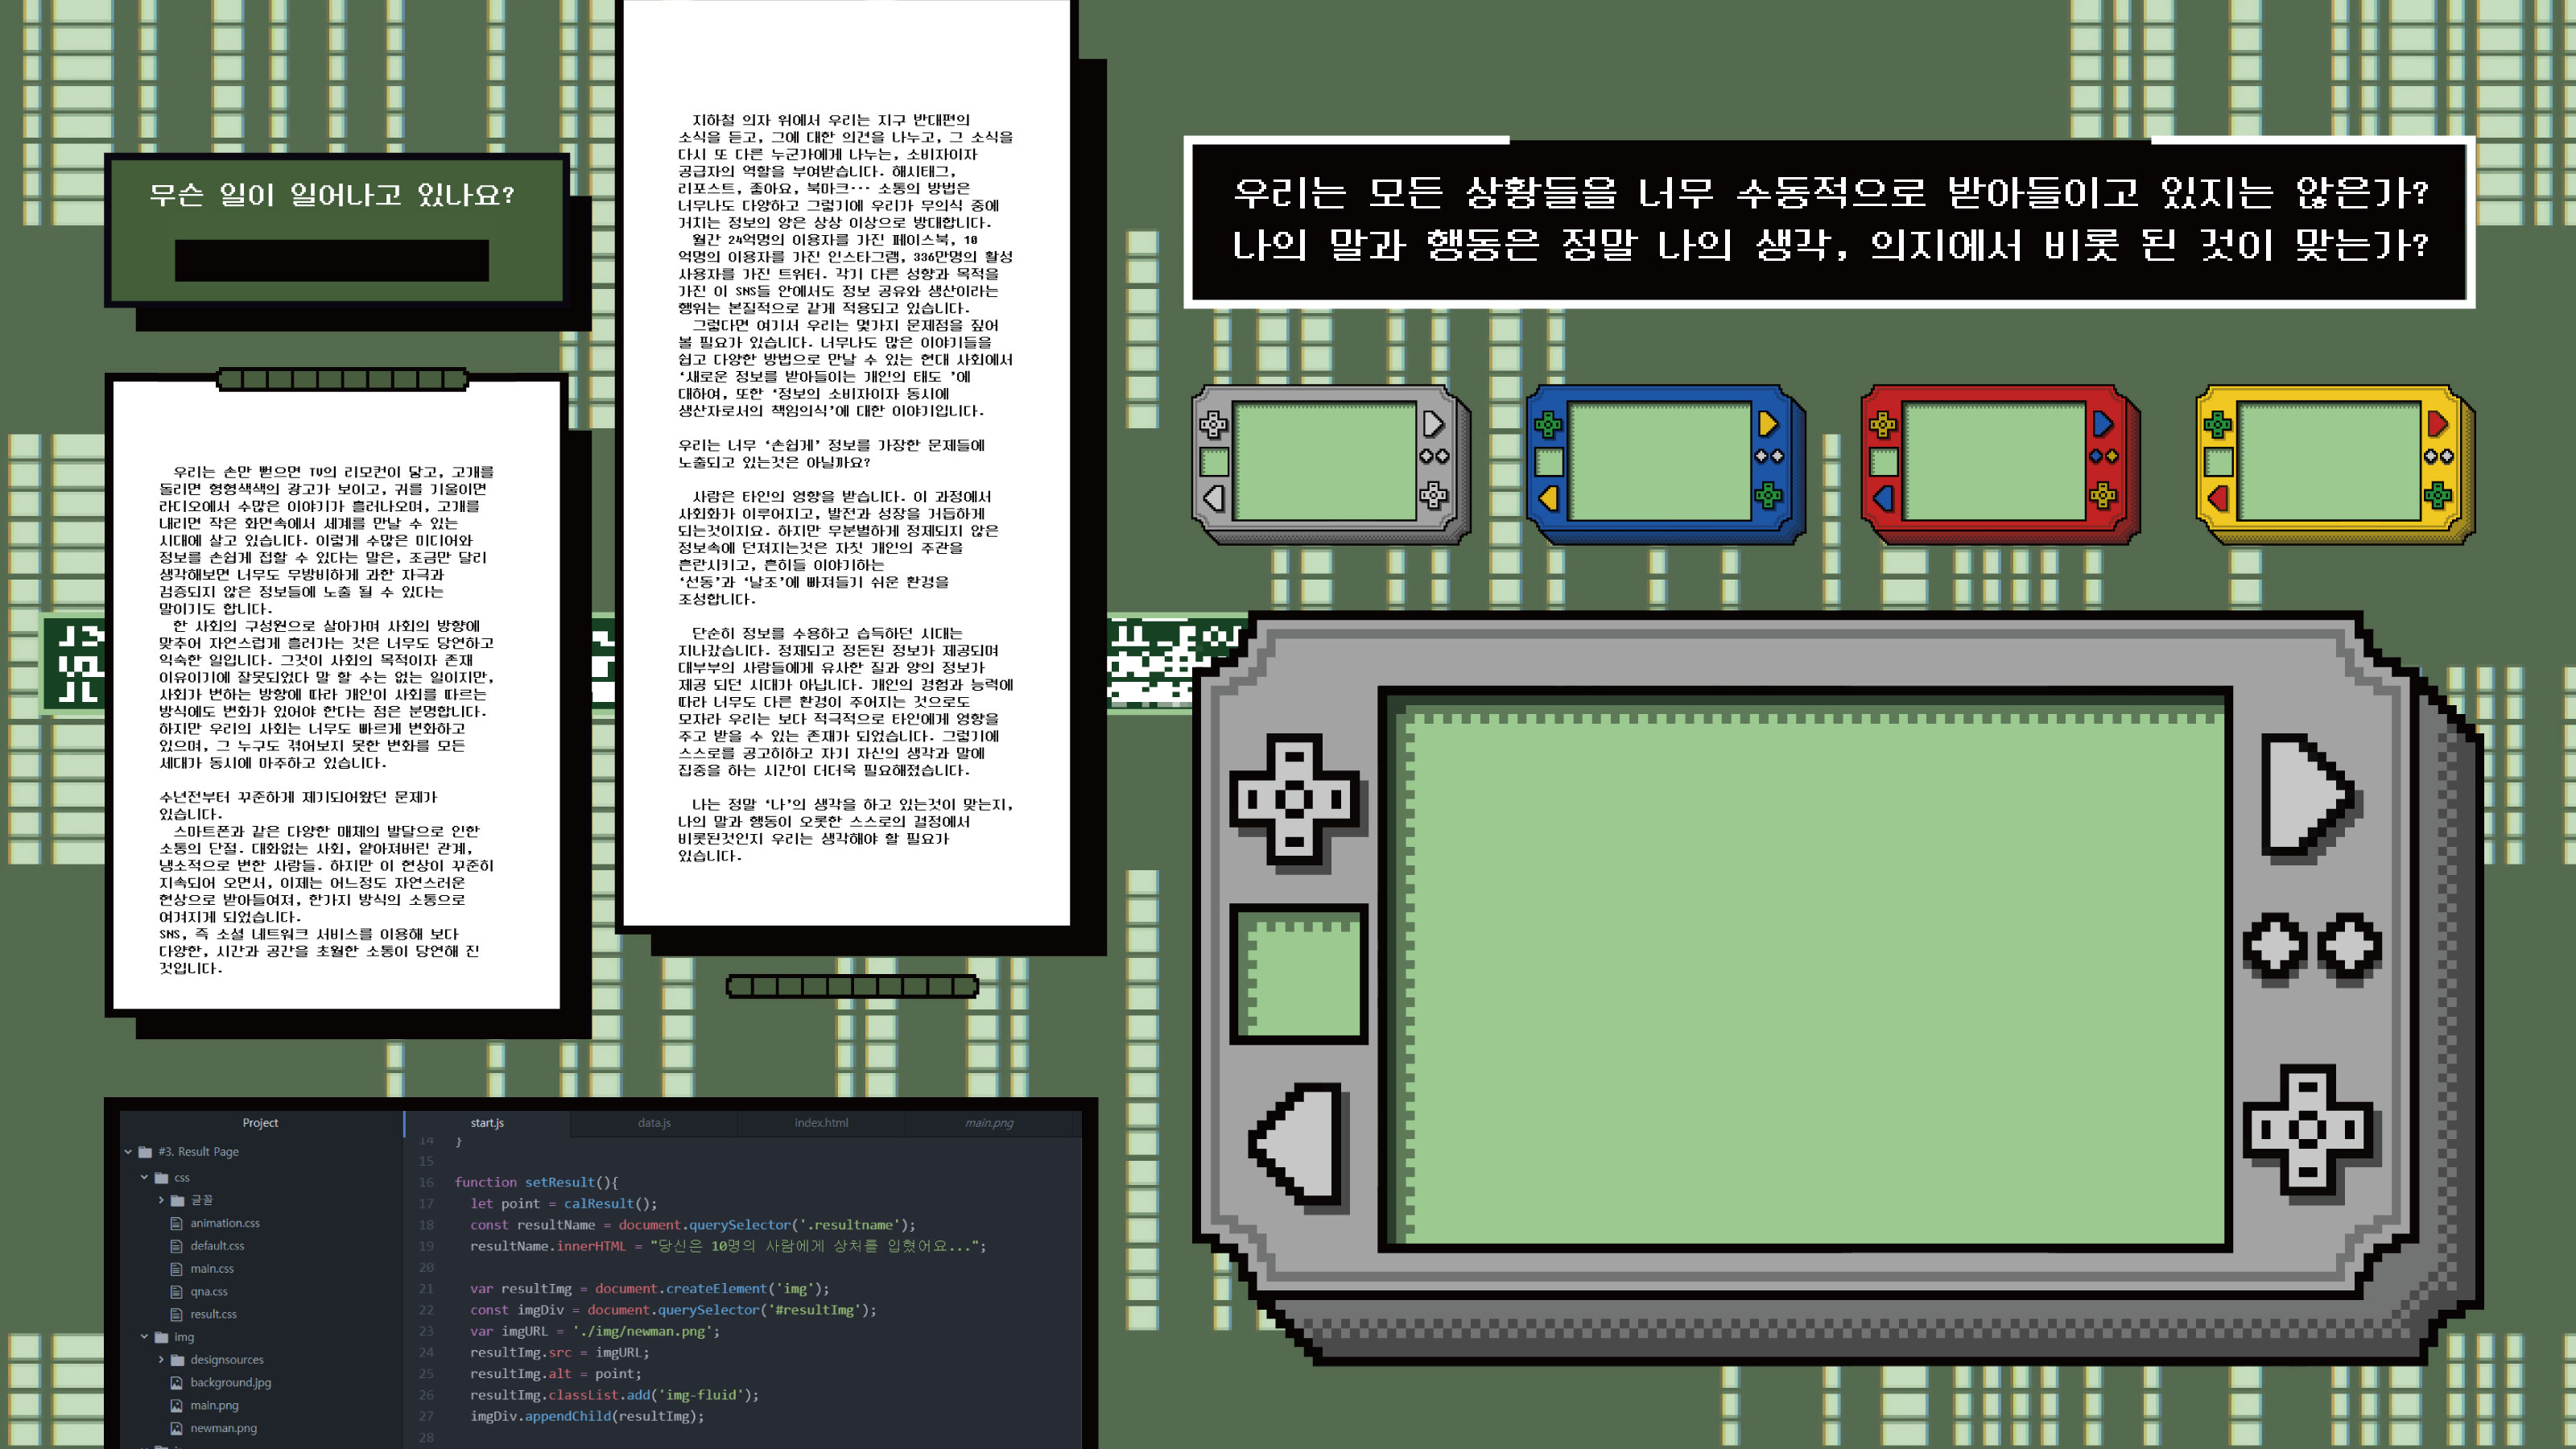 무슨 일이 일어나고 있나요?
우리는 손만 뻗으면 TV의 리모컨이 닿고, 고개를
돌리면 형형색색의 광고가 보이고, 귀를 기울이면
라디오에서 수많은 이야기가 흘러나오며, 고개를
내리면 작은 화면속에서 세계를 만날 수 있는
시대에 살고 있습니다. 이렇게 수많은 미디어와
정보를 손쉽게 접할 수 있다는 말은, 조금만 달리
생각해보면 너무도 무방비하게 과한 자극과
검증되지 않은 정보들에 노출 될 수 있다는
말이기도 합니다.
한 사회의 구성원으로 살아가며 사회의 방향에
맞추어 자연스럽게 흘러가는 것은 너무도 당연하고
익숙한 일입니다. 그것이 사회의 목적이자 존재
이유이기에 잘못되었다 말 할 수는 없는 일이지만,
사회가 변하는 방향에 따라 개인이 사회를 따르는
방식에도 변화가 있어야 한다는 점은 분명합니다.
하지만 우리의 사회는 너무도 빠르게 변화하고
있으며, 그 누구도 겪어보지 못한 변화를 모든
세대가 동시에 마주하고 있습니다.
수년전부터 꾸준하게 제기되어왔던 문제가
있습니다.
스마트폰과 같은 다양한 매체의 발달으로 인한
소통의 단절. 대화없는 사회, 얕아져버린 관계,
냉소적으로 변한 사람들. 하지만 이 현상이 꾸준히
지속되어 오면서, 이제는 어느정도 자연스러운
현상으로 받아들여져, 한가지 방식의 소통으로
여겨지게 되었습니다.
SNS, 즉 소셜 네트워크 서비스를 이용해 보다
다양한, 시간과 공간을 초월한 소통이 당연해 진
것입니다.
지하철 의자 위에서 우리는 지구 반대편의
소식을 듣고, 그에 대한 의견을 나누고, 그 소식을
다시 또 다른 누군가에게 나누는, 소비자이자
공급자의 역할을 부여받습니다. 해시태그,
리포스트, 좋아요, 북마크··· 소통의 방법은
너무나도 다양하고 그렇기에 우리가 무의식 중에
거치는 정보의 양은 상상 이상으로 방대합니다.
월간 24억명의 이용자를 가진 페이스북, 10
억명의 이용자를 가진 인스타그램, 336만명의 활성
사용자를 가진 트위터. 각기 다른 성향과 목적을
가진 이 SNS들 안에서도 정보 공유와 생산이라는
행위는 본질적으로 같게 적용되고 있습니다.
그렇다면 여기서 우리는 몇가지 문제점을 짚어
볼 필요가 있습니다. 너무나도 많은 이야기들을
쉽고 다양한 방법으로 만날 수 있는 현대 사회에서
‘새로운 정보를 받아들이는 개인의 태도 ’에
대하여, 또한 ‘정보의 소비자이자 동시에
생산자로서의 책임의식’에 대한 이야기입니다.
우리는 너무 ‘손쉽게’ 정보를 가장한 문제들에
노출되고 있는것은 아닐까요?
사람은 타인의 영향을 받습니다. 이 과정에서
사회화가 이루어지고, 발전과 성장을 거듭하게
되는것이지요. 하지만 무분별하게 정제되지 않은
정보속에 던져지는것은 자칫 개인의 주관을
흔란시키고, 흔히들 이야기하는
‘선동’과 ‘날조’에 빠져들기 쉬운 환경을
조성합니다.
단순히 정보를 수용하고 습득하던 시대는
지나갔습니다. 정제되고 정돈된 정보가 제공되며
대부부의 사람들에게 유사한 질과 양의 정보가
제공 되던 시대가 아닙니다. 개인의 경험과 능력에
따라 너무도 다른 환경이 주어지는 것으로도
모자라 우리는 보다 적극적으로 타인에게 영향을
주고 받을 수 있는 존재가 되었습니다. 그렇기에
스스로를 공고히하고 자기 자신의 생각과 말에
집중을 하는 시간이 더더욱 필요해졌습니다.
나는 정말 ‘나’의 생각을 하고 있는것이 맞는지,
나의 말과 행동이 오롯한 스스로의 결정에서
비롯된것인지 우리는 생각해야 할 필요가
있습니다.
우리는 모든 상황들을 너무 수동적으로 받아들이고 있지는 않은가?
나의 말과 행동은 정말 나의 생각, 의지에서 비롯 된 것이 맞는가?
Project
#3. Result Page
css
글꼴
animation.css
default.css
main.css
qna.css
result.css
img
designsources
background.jpg
main.png
newman.png
start.js data.js index.html main.png
14 }
15
16 function setResult(){
17 let point = calResult();
18 const resultName = document.querySelector('.resultname');
19 resultName.innerHTML = "당신은 10명의 사람에게 상처를 입혔어요...";
20
21 var resultImg = document.createElement('img');
22 const imgDiv = document.querySelector('#resultImg');
23 var imgURL = './img/newman.png';
24 resultImg.src = imgURL;
25 resultImg.alt = point;
26 resultImg.classList.add('img-fluid');
27 imgDiv.appendChild(resultImg);
28